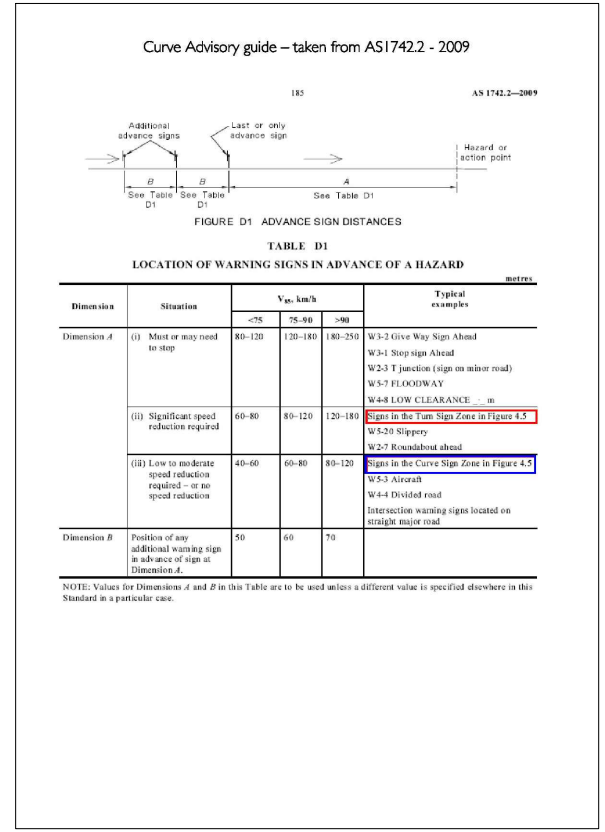 Curve Advisory guide – taken from AS1742.2 - 2009
185 AS 1742.2—2009
Additional advance signs
Last or only advance sign
Hazard or action point
B B A
See Table D1
See Table D1
See Table D1
FIGURE D1 ADVANCE SIGN DISTANCES
TABLE D1
LOCATION OF WARNING SIGNS IN ADVANCE OF A HAZARD
metres
Dimension Situation V85, km/h Typical examples
<75 75–90 >90
Dimension A (i) Must or may need to stop 80–120 120–180 180–250 W3-2 Give Way Sign Ahead
W3-1 Stop sign Ahead
W2-3 T junction (sign on minor road)
W5-7 FLOODWAY
W4-8 LOW CLEARANCE _._ m
(ii) Significant speed reduction required 60–80 80–120 120–180 Signs in the Turn Sign Zone in Figure 4.5
W5-20 Slippery
W2-7 Roundabout ahead
(iii) Low to moderate speed reduction required – or no speed reduction 40–60 60–80 80–120 Signs in the Curve Sign Zone in Figure 4.5
W5-3 Aircraft
W4-4 Divided road
Intersection warning signs located on straight major road
Dimension B Position of any additional warning sign in advance of sign at Dimension A. 50 60 70
NOTE: Values for Dimensions A and B in this Table are to be used unless a different value is specified elsewhere in this
Standard in a particular case.